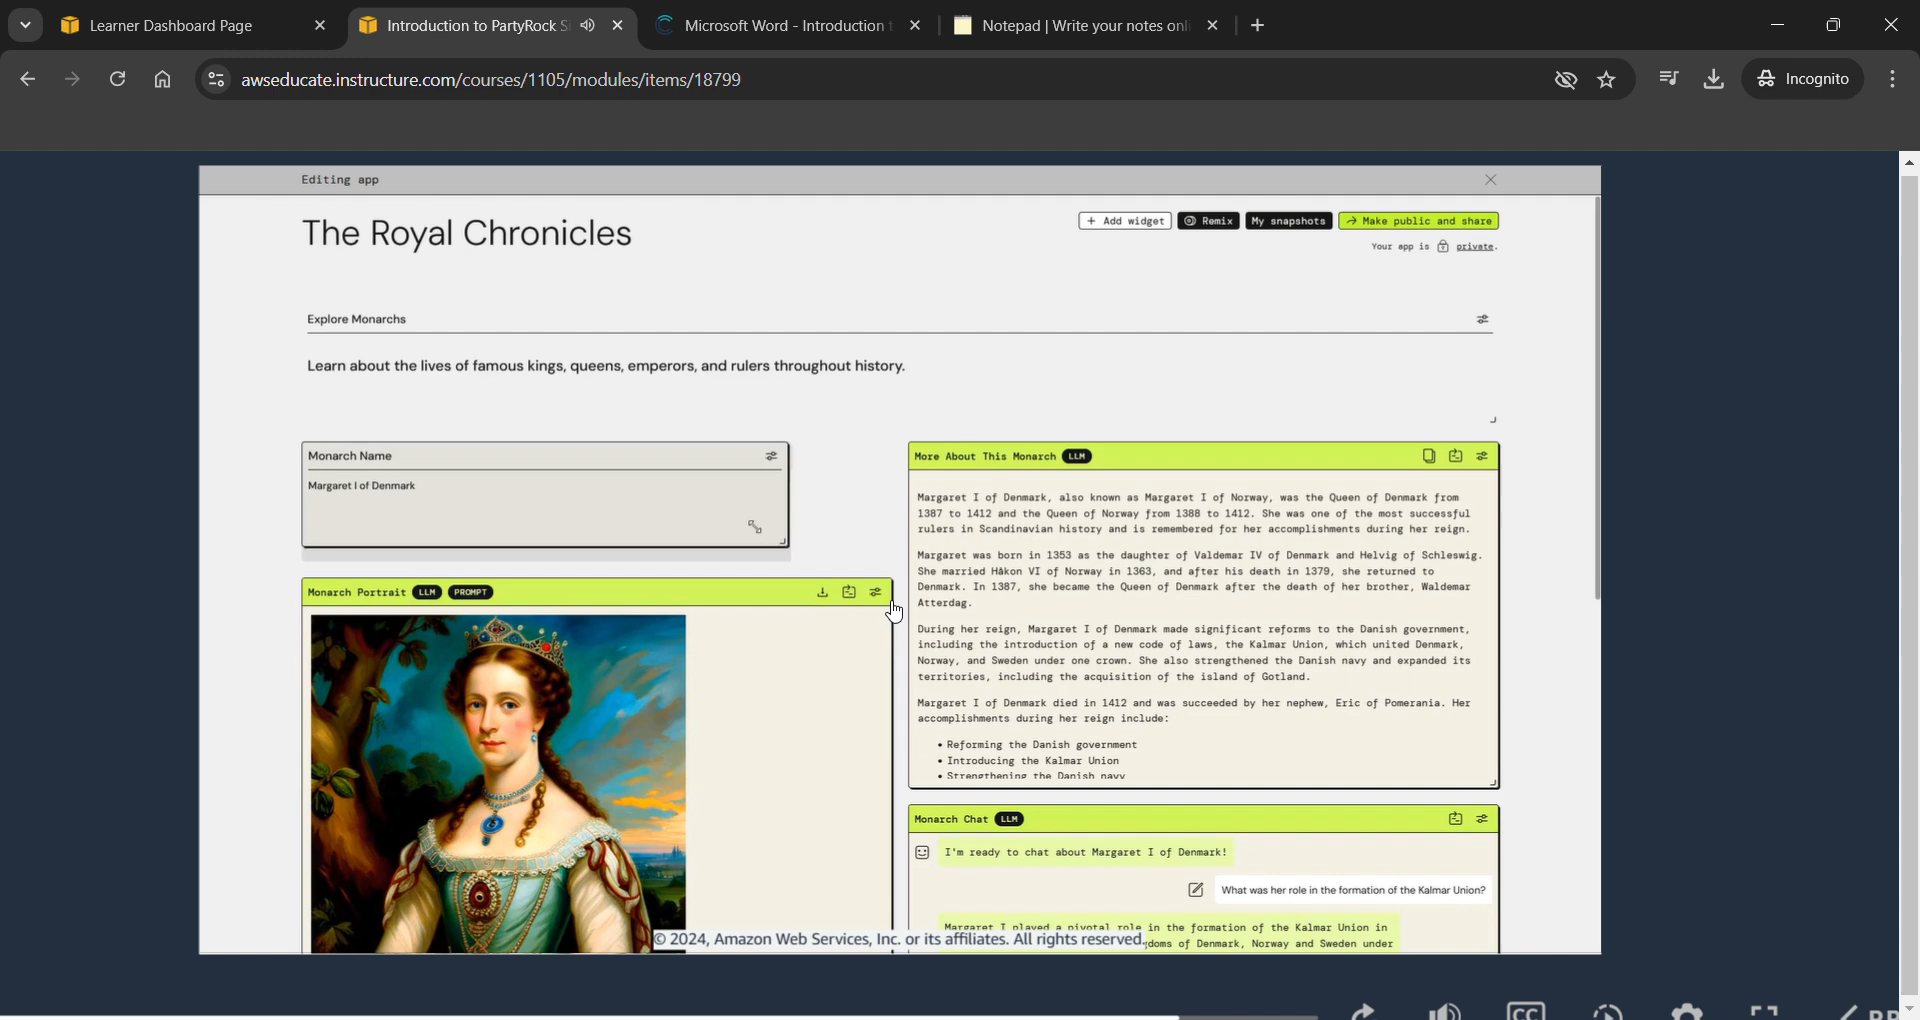 Learner Dashboard Page
Introduction to PartyRock
Microsoft Word - Introduction
Notepad | Write your notes onli
awseducate.instructure.com/courses/1105/modules/items/18799
Incognito
Editing app
The Royal Chronicles
+ Add widget
Remix
My snapshots
→ Make public and share
Your app is private.
Explore Monarchs
Learn about the lives of famous kings, queens, emperors, and rulers throughout history.
Monarch Name
Margaret I of Denmark
Monarch Portrait LLM PROMPT
More About This Monarch LLM
Margaret I of Denmark, also known as Margaret I of Norway, was the Queen of Denmark from
1387 to 1412 and the Queen of Norway from 1388 to 1412. She was one of the most successful
rulers in Scandinavian history and is remembered for her accomplishments during her reign.
Margaret was born in 1353 as the daughter of Valdemar IV of Denmark and Helvig of Schleswig.
She married Håkon VI of Norway in 1363, and after his death in 1379, she returned to
Denmark. In 1387, she became the Queen of Denmark after the death of her brother, Waldemar
Atterdag.
During her reign, Margaret I of Denmark made significant reforms to the Danish government,
including the introduction of a new code of laws, the Kalmar Union, which united Denmark,
Norway, and Sweden under one crown. She also strengthened the Danish navy and expanded its
territories, including the acquisition of the island of Gotland.
Margaret I of Denmark died in 1412 and was succeeded by her nephew, Eric of Pomerania. Her
accomplishments during her reign include:
• Reforming the Danish government
• Introducing the Kalmar Union
• Strengthening the Danish navy
Monarch Chat LLM
I'm ready to chat about Margaret I of Denmark!
What was her role in the formation of the Kalmar Union?
Margaret I played a pivotal role in the formation of the Kalmar Union in
doms of Denmark, Norway and Sweden under
© 2024, Amazon Web Services, Inc. or its affiliates. All rights reserved.
CC